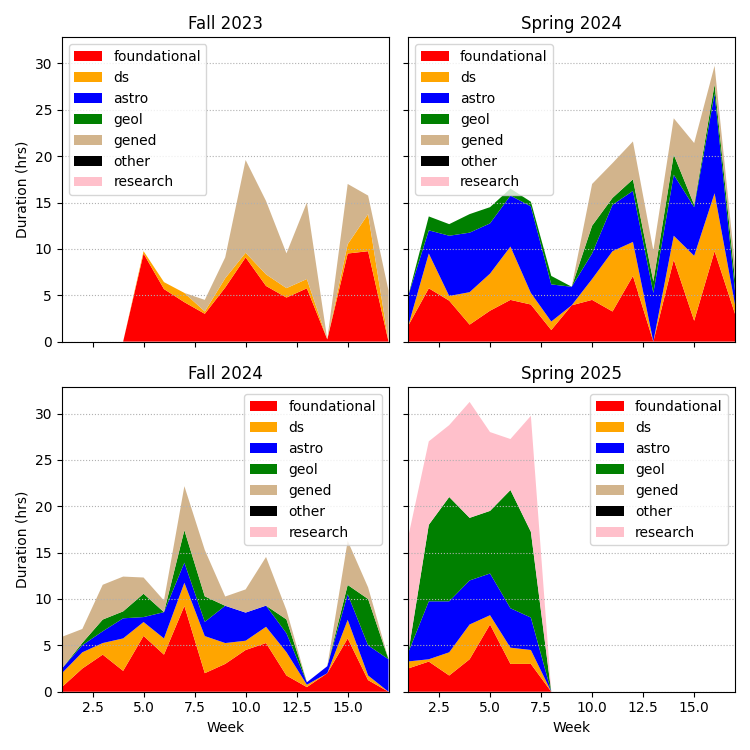 Fall 2023
Spring 2024
Duration (hrs)
30
25
20
15
10
5
0
foundational
ds
astro
geol
gened
other
research
foundational
ds
astro
geol
gened
other
research
Fall 2024
Spring 2025
Duration (hrs)
30
25
20
15
10
5
0
foundational
ds
astro
geol
gened
other
research
foundational
ds
astro
geol
gened
other
research
2.5 5.0 7.5 10.0 12.5 15.0
2.5 5.0 7.5 10.0 12.5 15.0
Week
Week